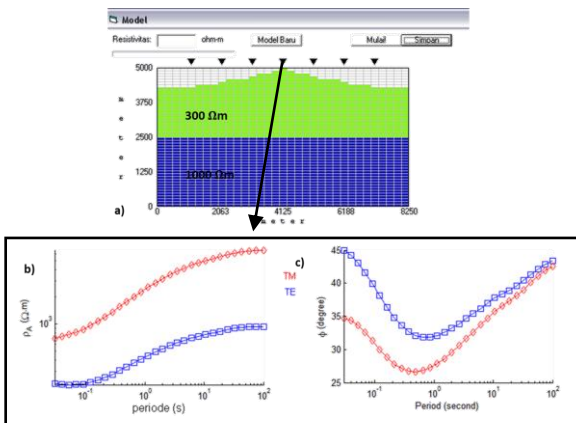 Model
Resistivitas: ohm-m Model Baru Mulai! Simpan
5000
3750
2500
1250
0
meter
300 Ωm
1000 Ωm
0 2063 4125 6188 8250
meter
a)
b)
ρA (Ω.m)
10³
10⁻¹ 10⁰ 10¹ 10²
periode (s)
TM
TE
c)
ϕ (degree)
45
40
35
30
25
10⁻¹ 10⁰ 10¹ 10²
Period (second)